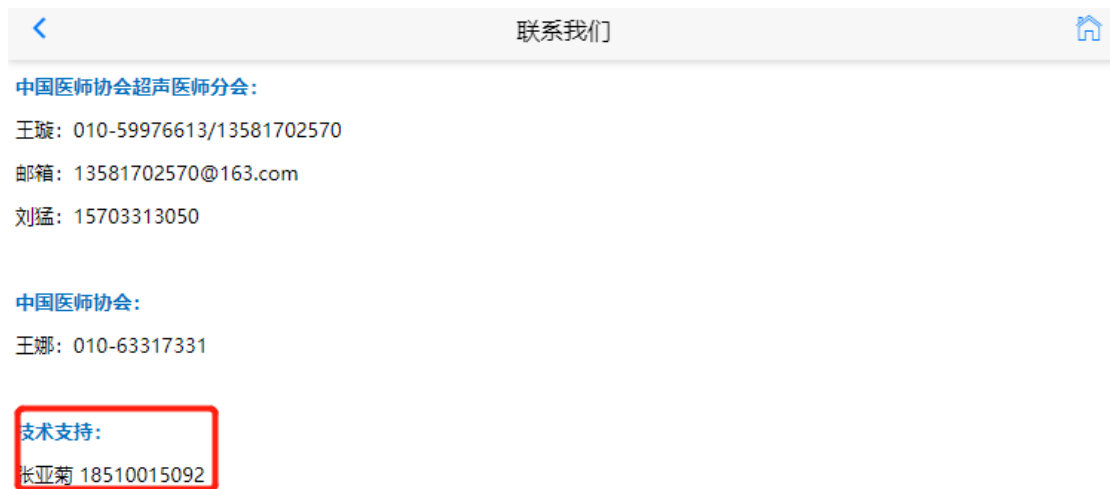 联系我们
中国医师协会超声医师分会：
王璇：010-59976613/13581702570
邮箱：13581702570@163.com
刘猛：15703313050
中国医师协会：
王娜：010-63317331
技术支持：
张亚菊 18510015092